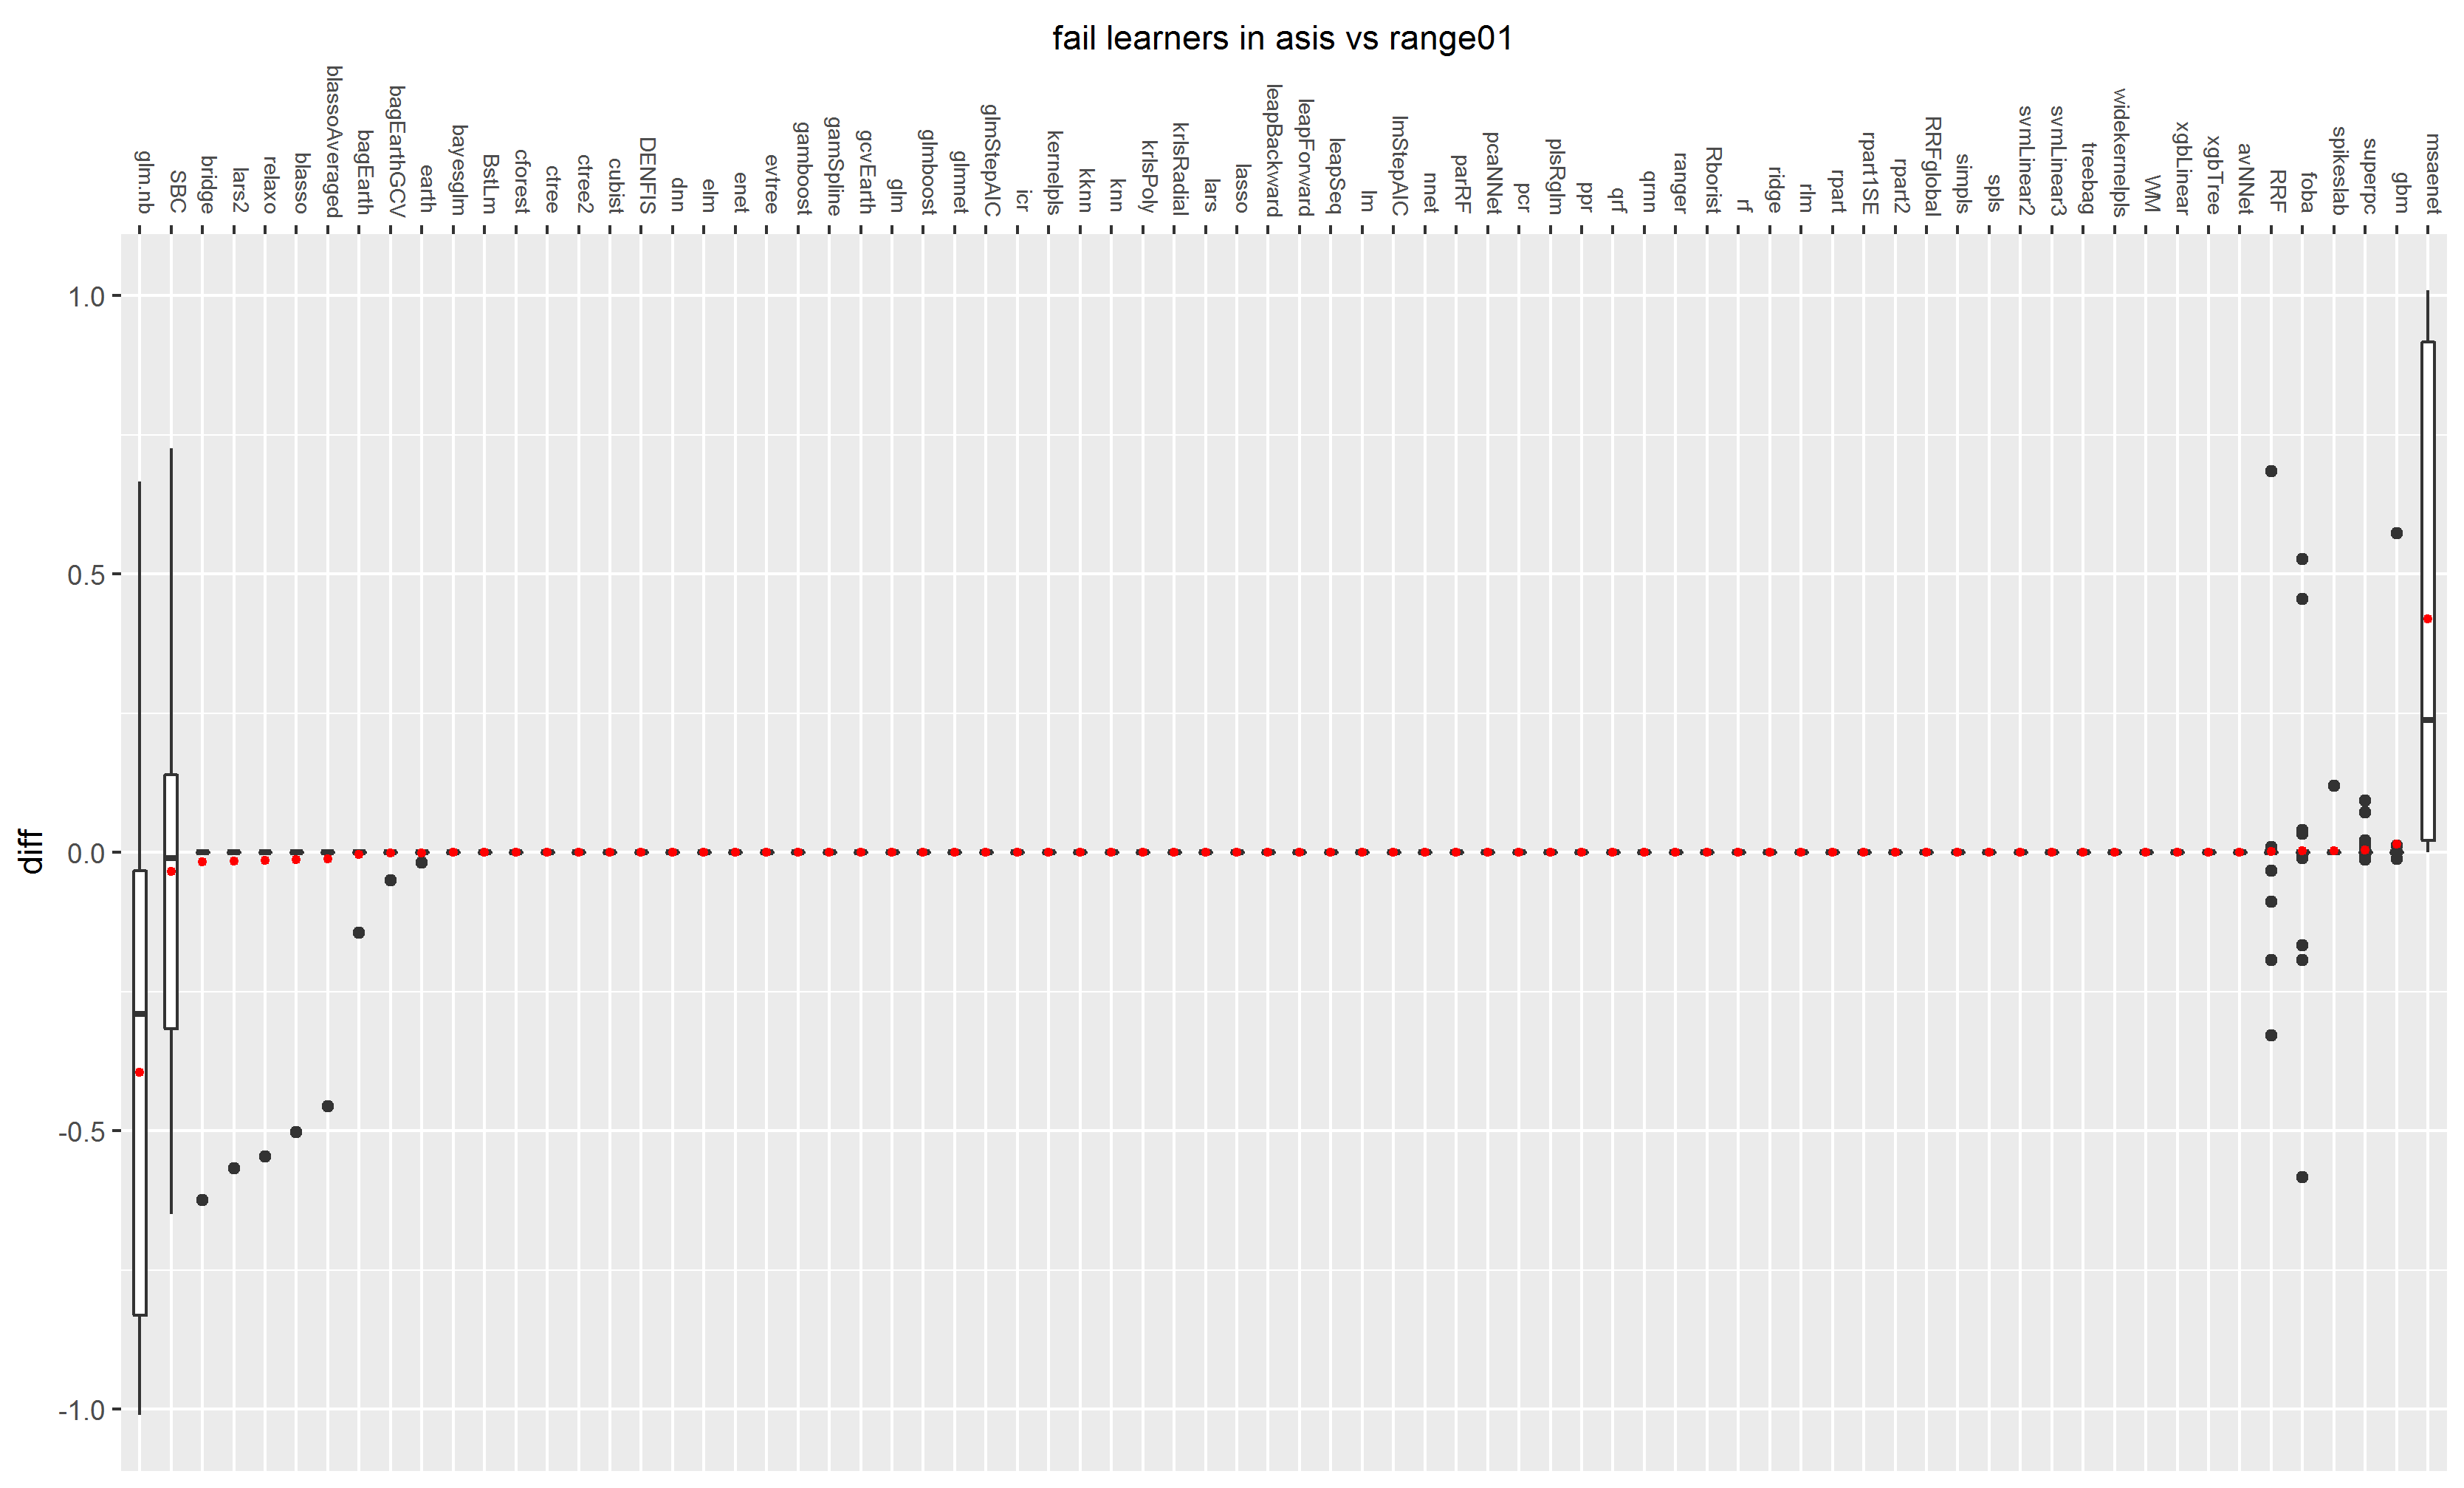 fail learners in asis vs range01
glm.nb
SBC
bridge
lars2
relaxo
blasso
blassoAveraged
bagEarth
bagEarthGCV
earth
bayesglm
BstLm
cforest
ctree
ctree2
cubist
DENFIS
dnn
elm
enet
evtree
gamboost
gamSpline
gcvEarth
glm
glmboost
glmnet
glmStepAIC
icr
kernelpls
kknn
knn
krlsPoly
krlsRadial
lars
lasso
leapBackward
leapForward
leapSeq
lm
lmStepAIC
nnet
parRF
pcaNNet
pcr
plsRglm
ppr
qrf
qrnn
ranger
Rborist
rf
ridge
rlm
rpart
rpart1SE
rpart2
RRFglobal
simpls
spls
svmLinear2
svmLinear3
treebag
widekernelpls
WM
xgbLinear
xgbTree
avNNet
RRF
foba
spikeslab
superpc
gbm
msaenet
1.0
0.5
0.0
-0.5
-1.0
diff